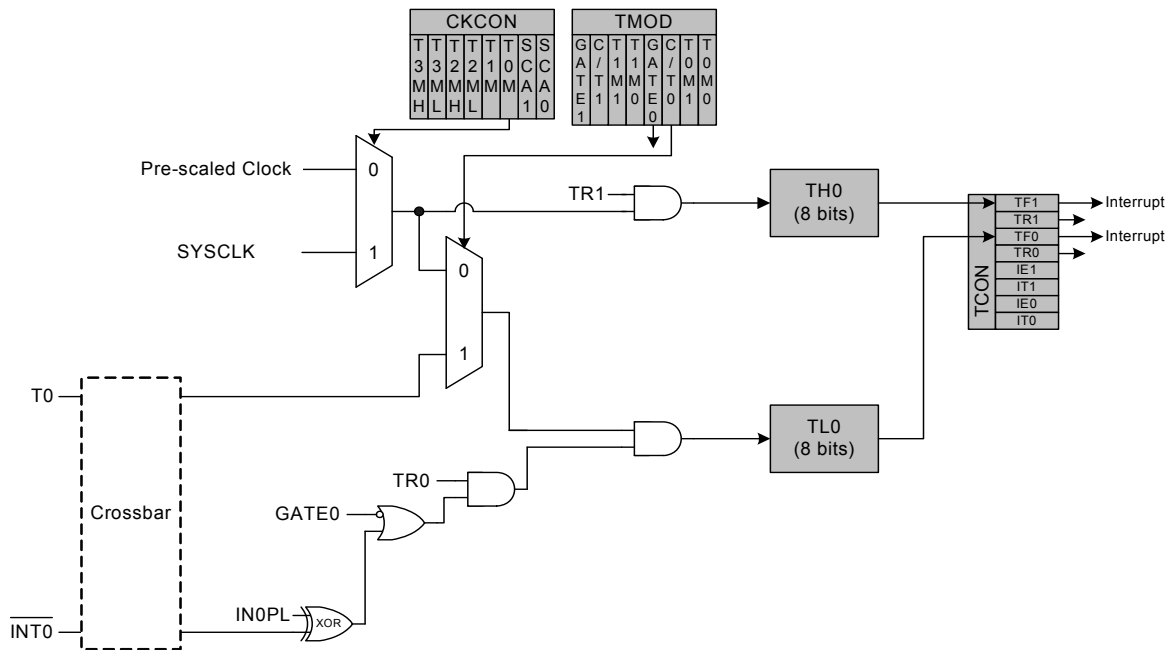 CKCON
TMOD
T3MH
T3ML
T2MH
T2ML
T1M
T0M
SCA1
SCA0
GATE1
C/T1
T1M1
T1M0
GATE0
C/T0
T0M1
T0M0
Pre-scaled Clock
0
SYSCLK
1
TR1
TH0
(8 bits)
TCON
TF1
TR1
TF0
TR0
IE1
IT1
IE0
IT0
Interrupt
Interrupt
0
1
T0
Crossbar
TL0
(8 bits)
TR0
GATE0
IN0PL
XOR
INT0